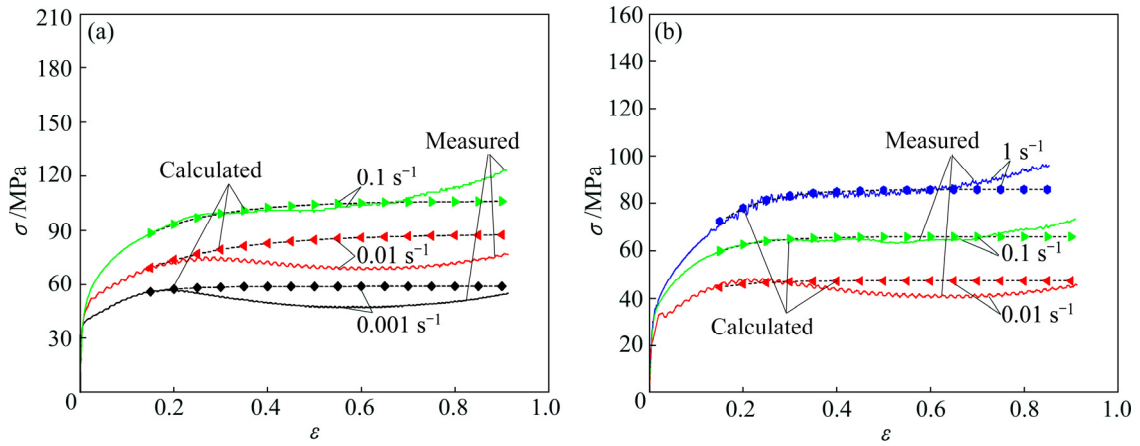 (a)
σ/MPa
210
180
150
120
90
60
30
0
0.2
0.4
0.6
0.8
1.0
ε
Calculated
Measured
0.1 s⁻¹
0.01 s⁻¹
0.001 s⁻¹
(b)
σ/MPa
160
140
120
100
80
60
40
20
0
0.2
0.4
0.6
0.8
1.0
ε
Measured
1 s⁻¹
0.1 s⁻¹
0.01 s⁻¹
Calculated